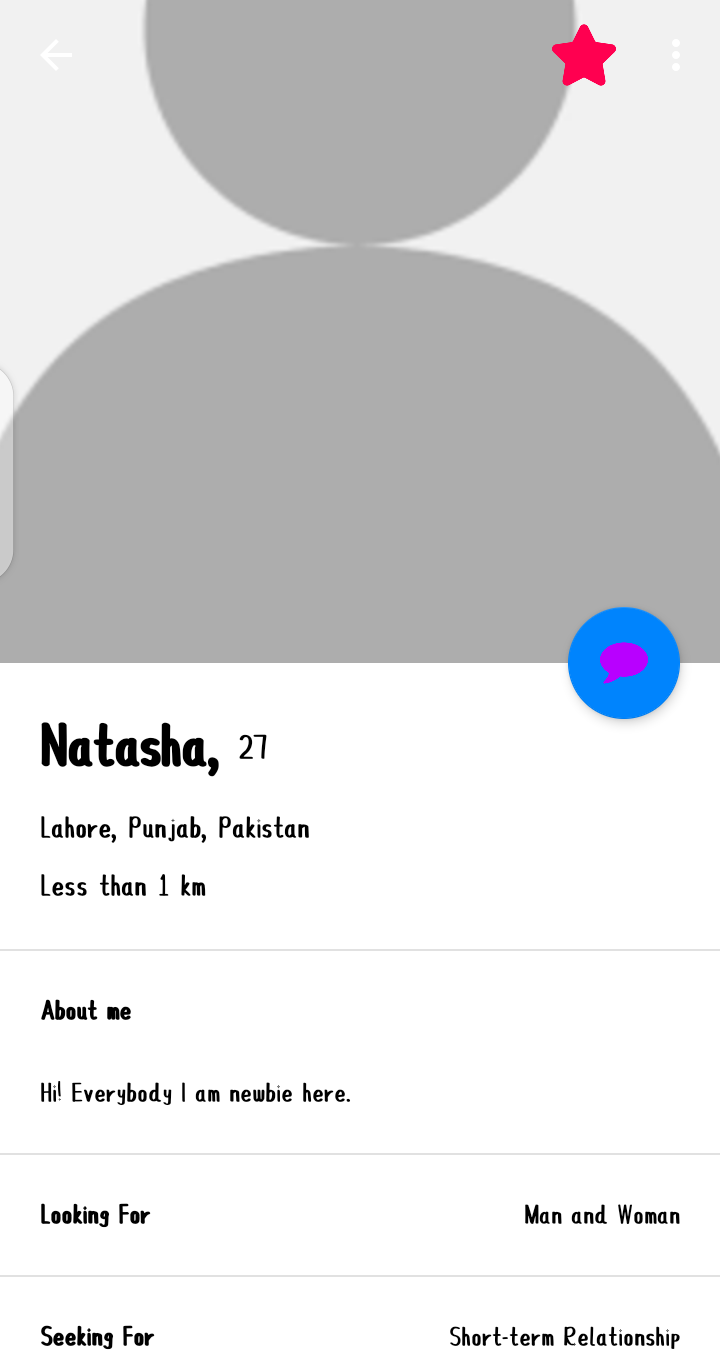 Natasha, 27
Lahore, Punjab, Pakistan
Less than 1 km
About me
Hi! Everybody I am newbie here.
Looking For Man and Woman
Seeking For Short-term Relationship